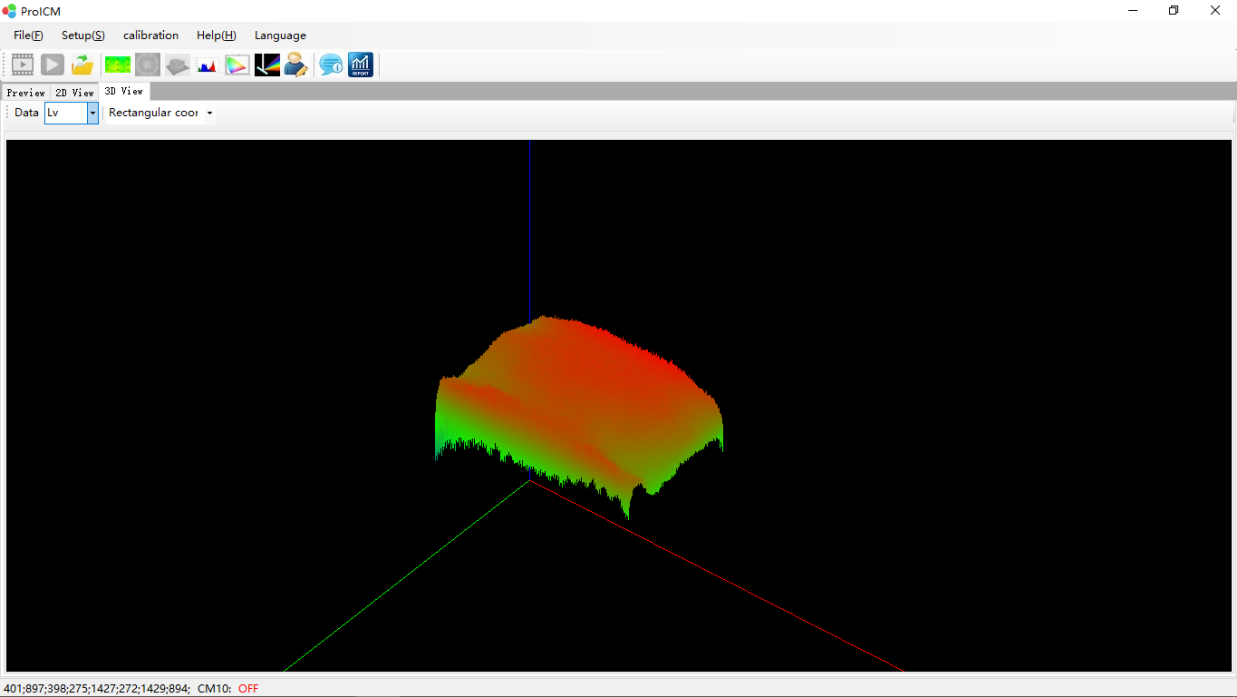 ProICM
File(F) Setup(S) calibration Help(H) Language
REPORT
Preview 2D View 3D View
Data Lv Rectangular coor
401;897;398;275;1427;272;1429;894; CM10: OFF